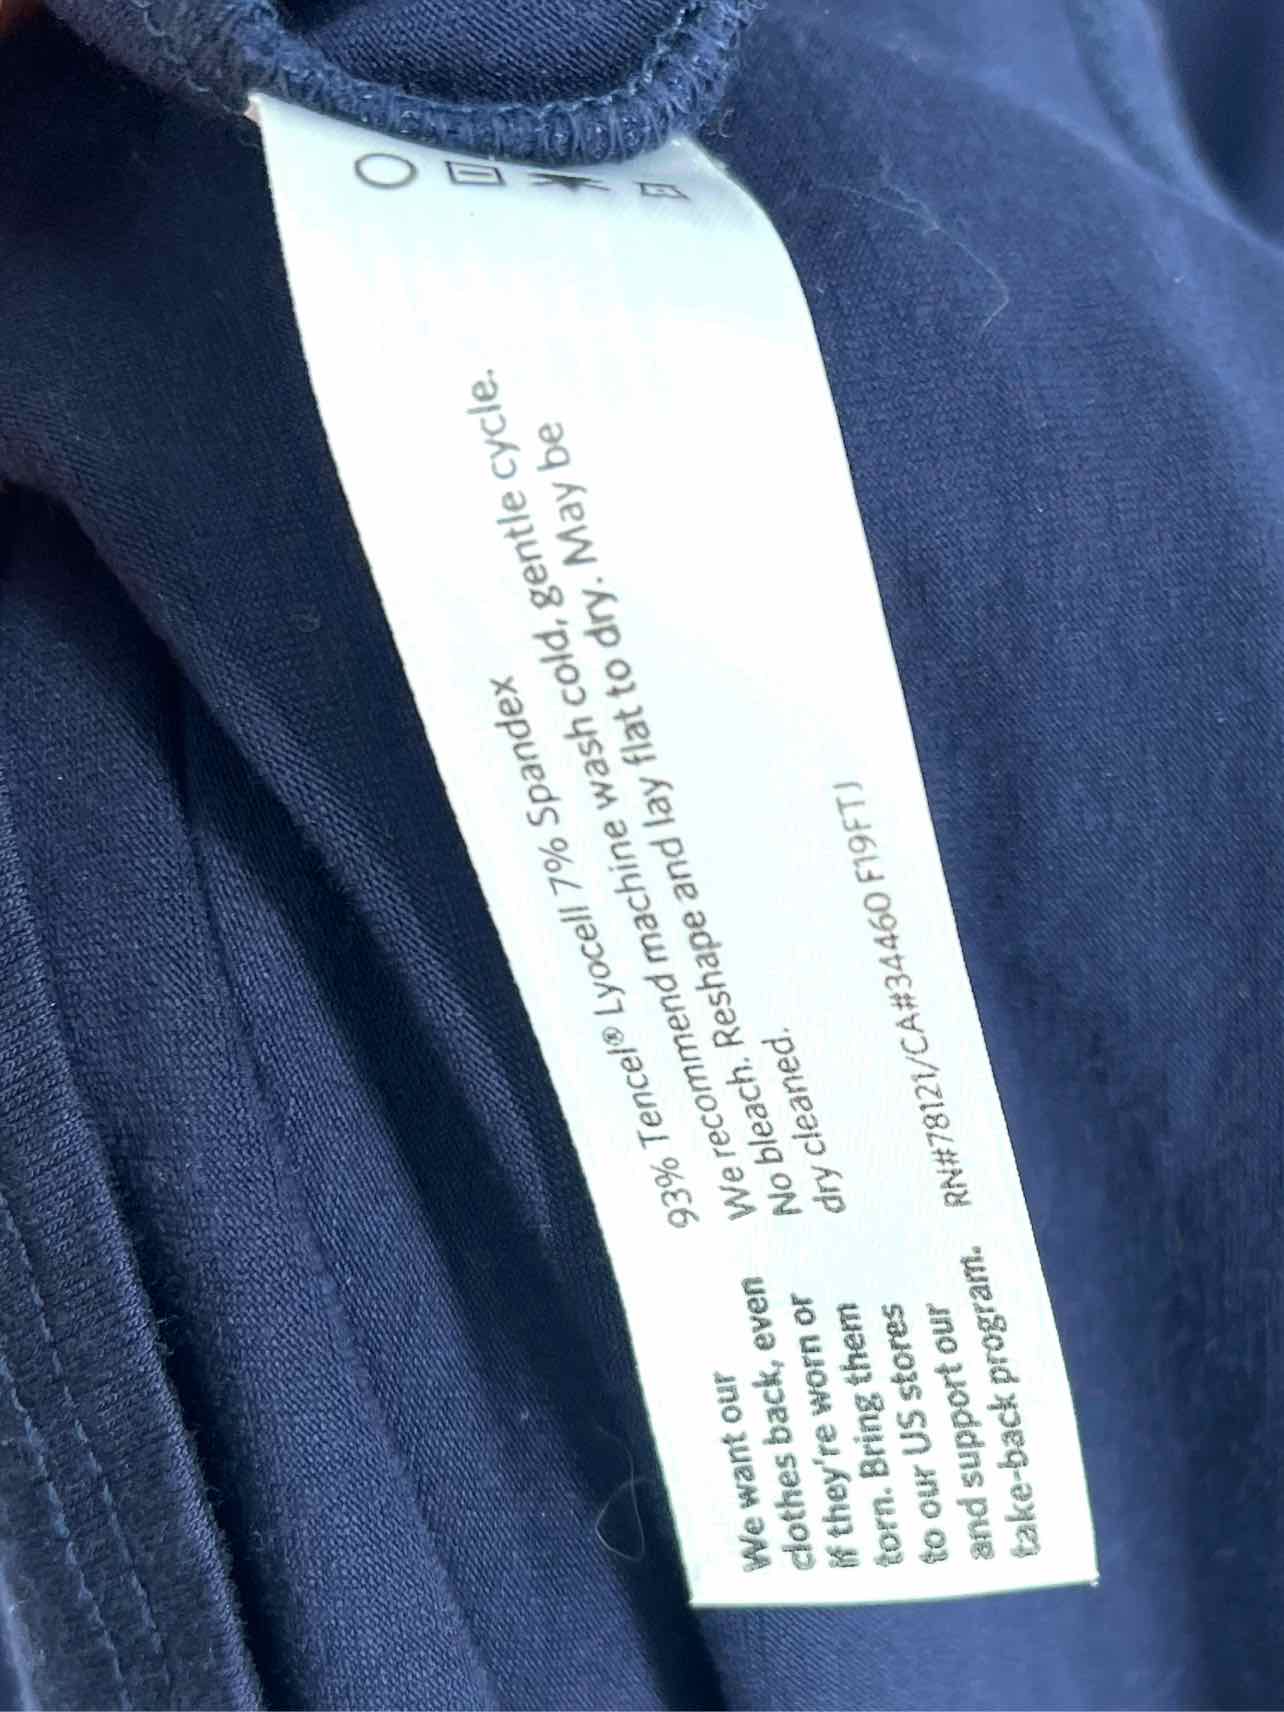 93% Tencel® Lyocell 7% Spandex
We recommend machine wash cold, gentle cycle.
No bleach. Reshape and lay flat to dry. May be
dry cleaned.
RN#78121/CA#34460 F19FTJ
We want our
clothes back, even
if they're worn or
torn. Bring them
to our US stores
and support our
take-back program.